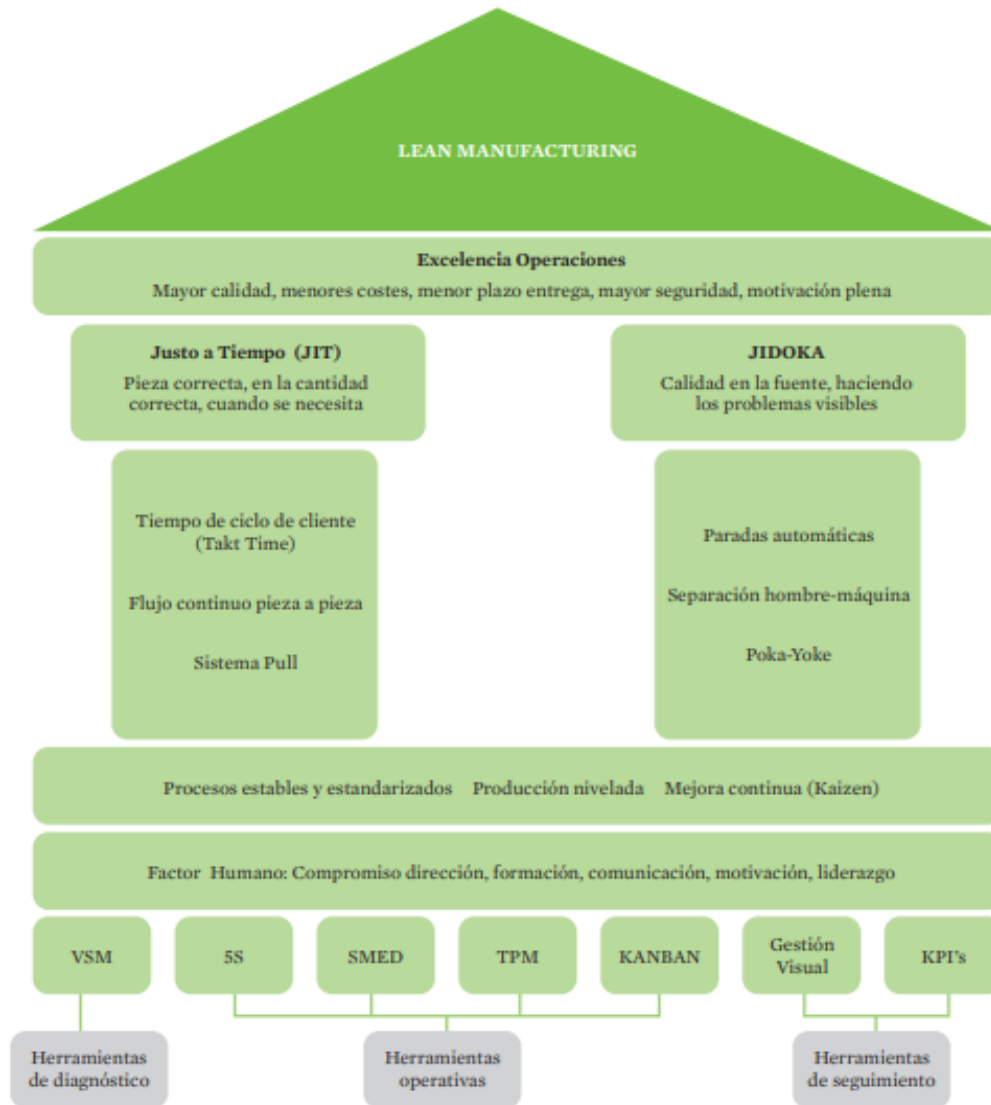 LEAN MANUFACTURING
Excelencia Operaciones
Mayor calidad, menores costes, menor plazo entrega, mayor seguridad, motivación plena
Justo a Tiempo (JIT)
Pieza correcta, en la cantidad
correcta, cuando se necesita
JIDOKA
Calidad en la fuente, haciendo
los problemas visibles
Tiempo de ciclo de cliente
(Takt Time)
Flujo continuo pieza a pieza
Sistema Pull
Paradas automáticas
Separación hombre-máquina
Poka-Yoke
Procesos estables y estandarizados Producción nivelada Mejora continua (Kaizen)
Factor Humano: Compromiso dirección, formación, comunicación, motivación, liderazgo
VSM
5S
SMED
TPM
KANBAN
Gestión
Visual
KPI's
Herramientas
de diagnóstico
Herramientas
operativas
Herramientas
de seguimiento